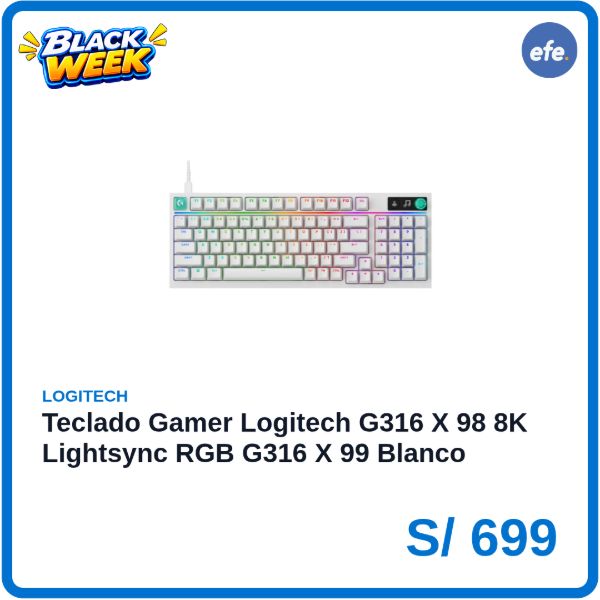 BLACK
WEEK
efe.
LOGITECH
Teclado Gamer Logitech G316 X 98 8K
Lightsync RGB G316 X 99 Blanco
S/ 699